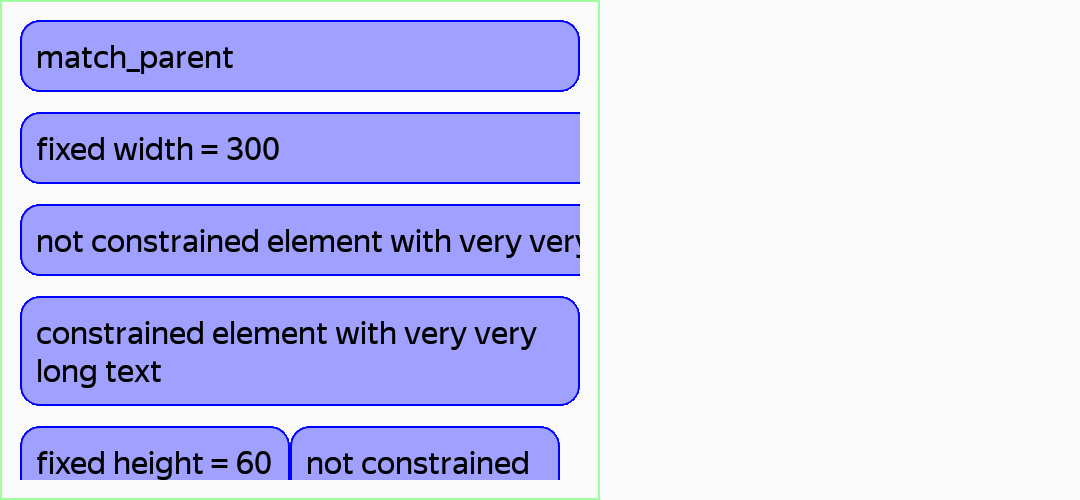 match_parent
fixed width = 300
not constrained element with very very
constrained element with very very
long text
fixed height = 60
not constrained